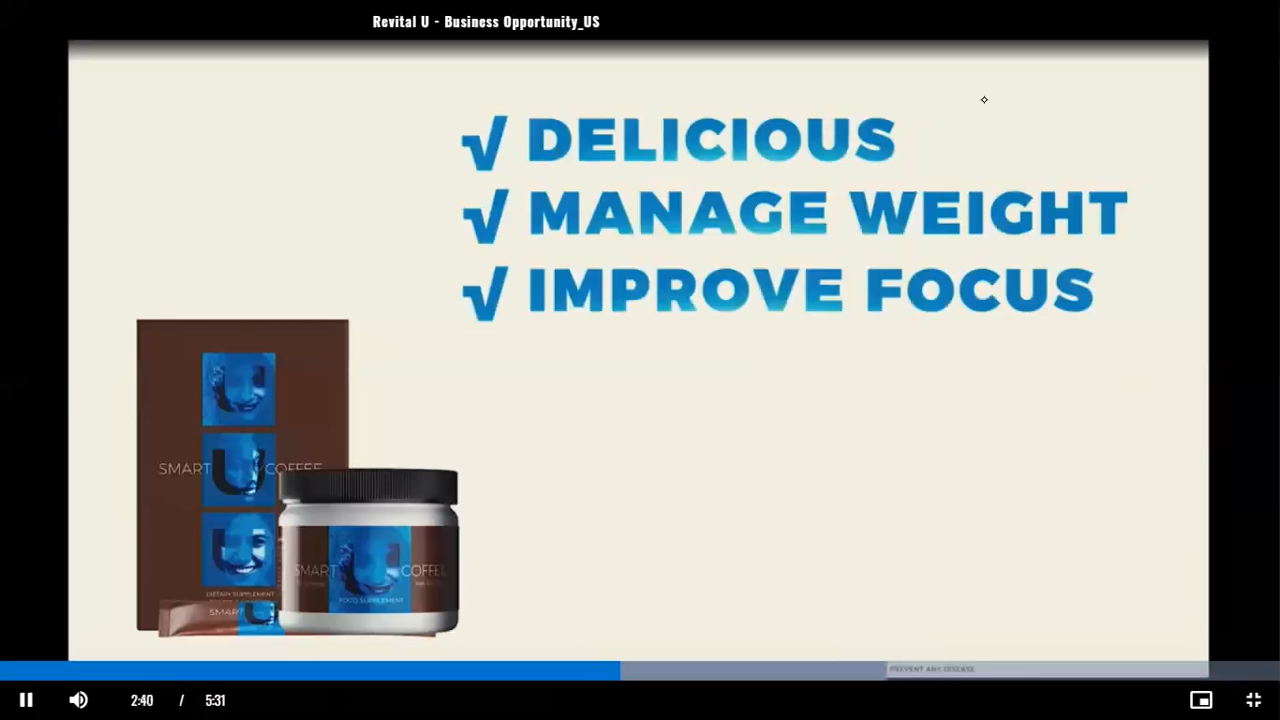 Revital U - Business Opportunity_US
√ DELICIOUS
√ MANAGE WEIGHT
√ IMPROVE FOCUS
U
SMART U COFFEE
U
DIETARY SUPPLEMENT
SMART U
SMART U COFFEE
FOOD SUPPLEMENT
PREVENT ANY DISEASE
2:40 / 5:31